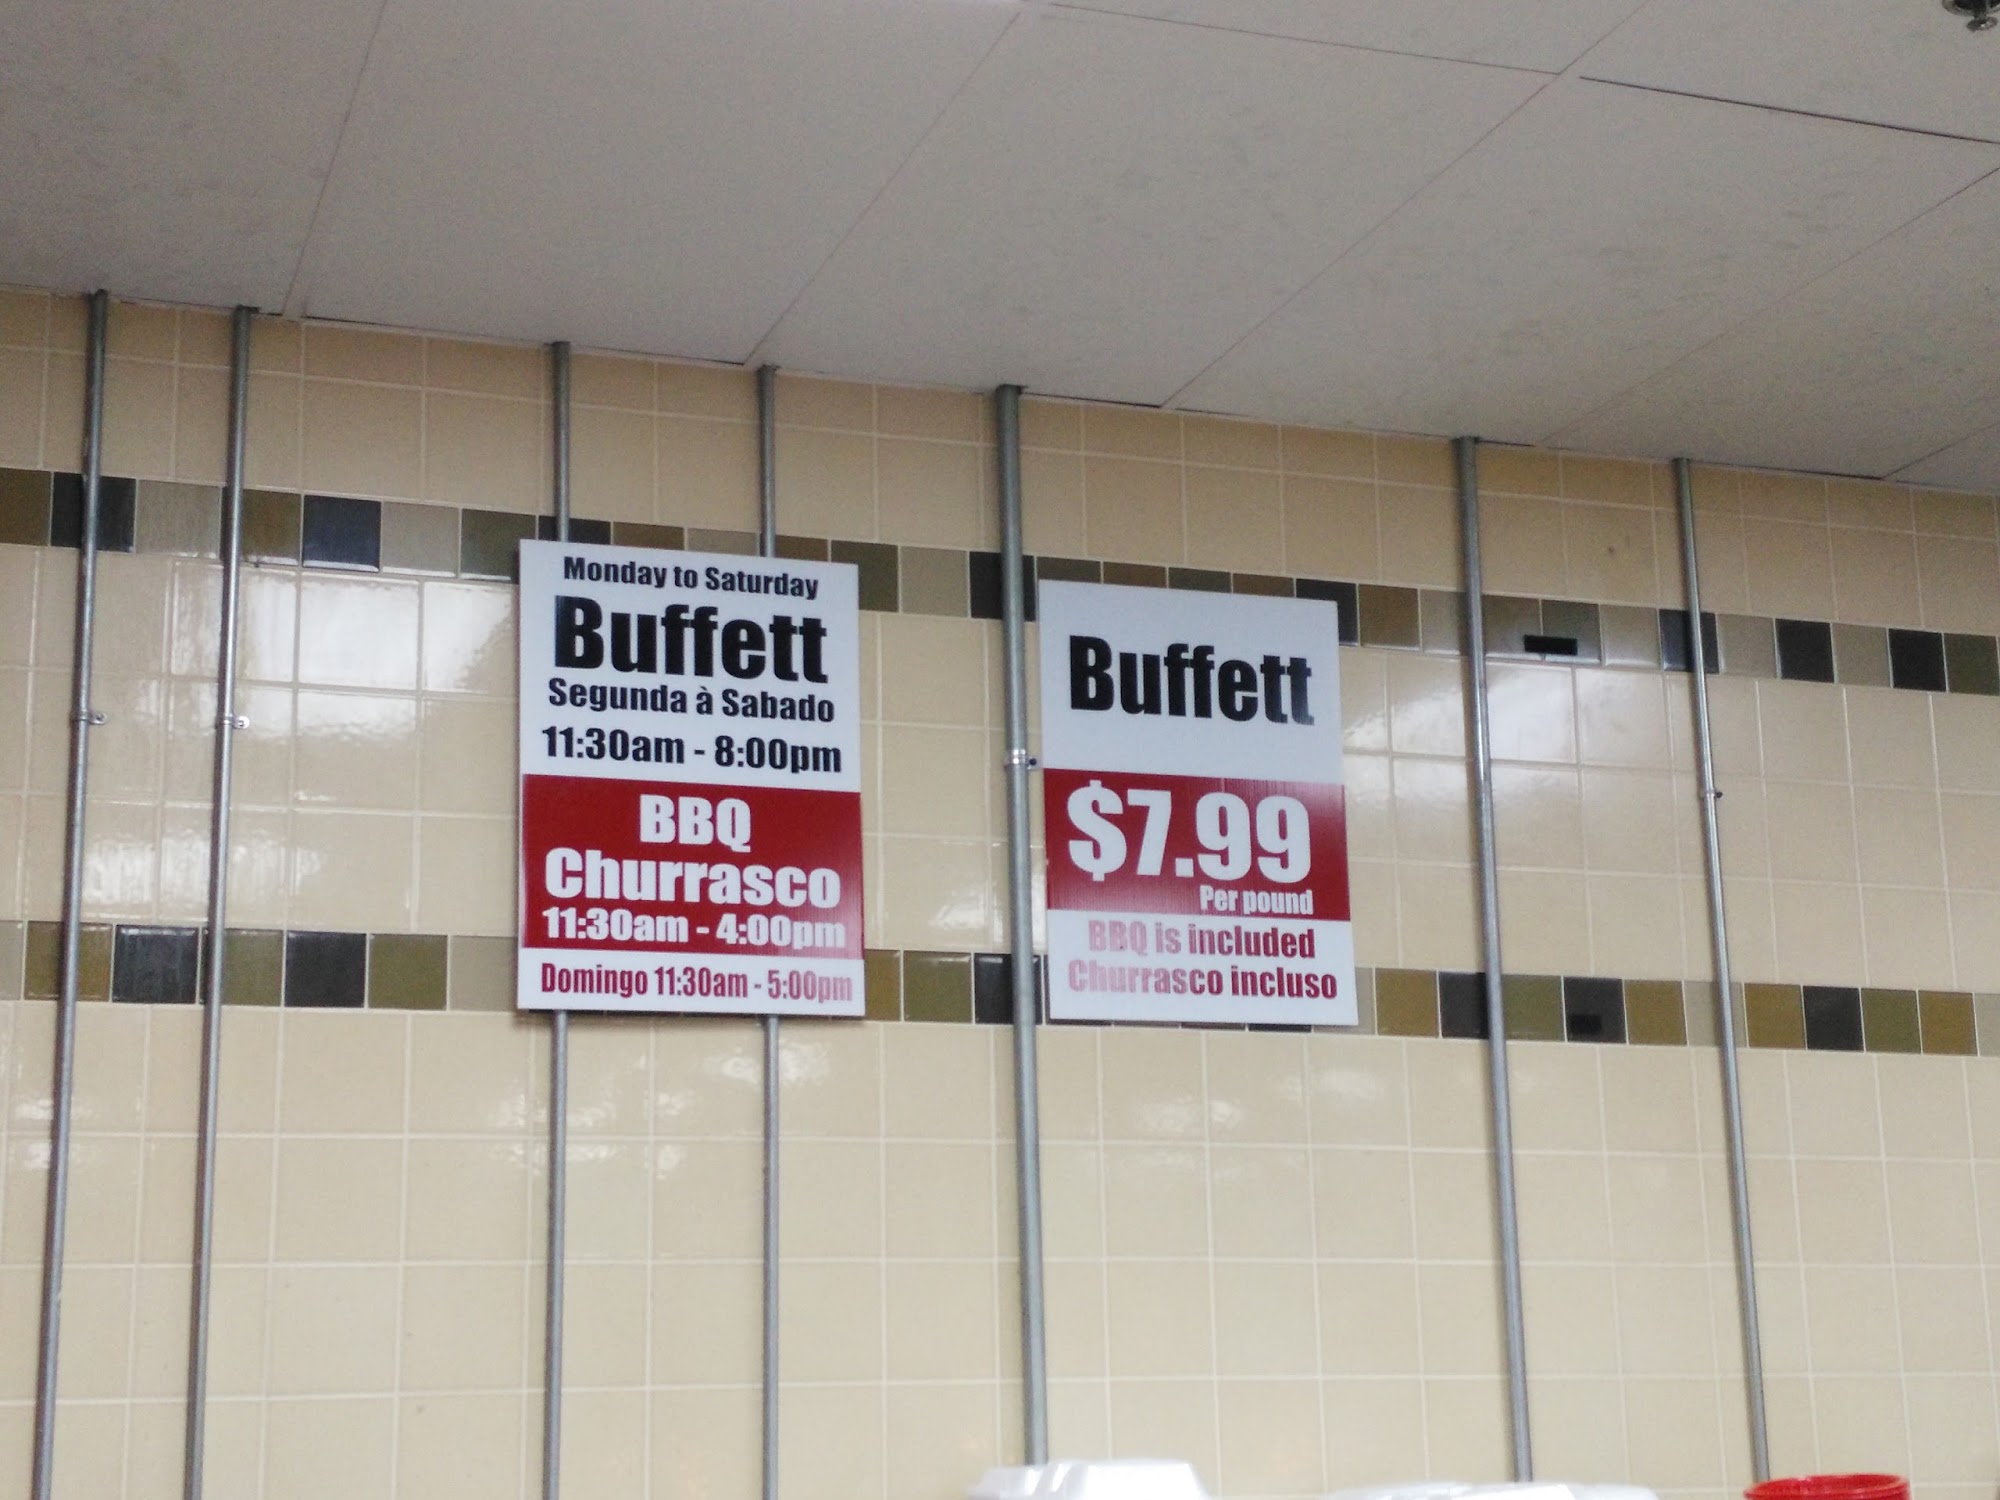 Monday to Saturday
Buffett
Segunda à Sabado
11:30am - 8:00pm
BBQ
Churrasco
11:30am - 4:00pm
Domingo 11:30am - 5:00pm
Buffett
$7.99
Per pound
BBQ is included
Churrasco incluso